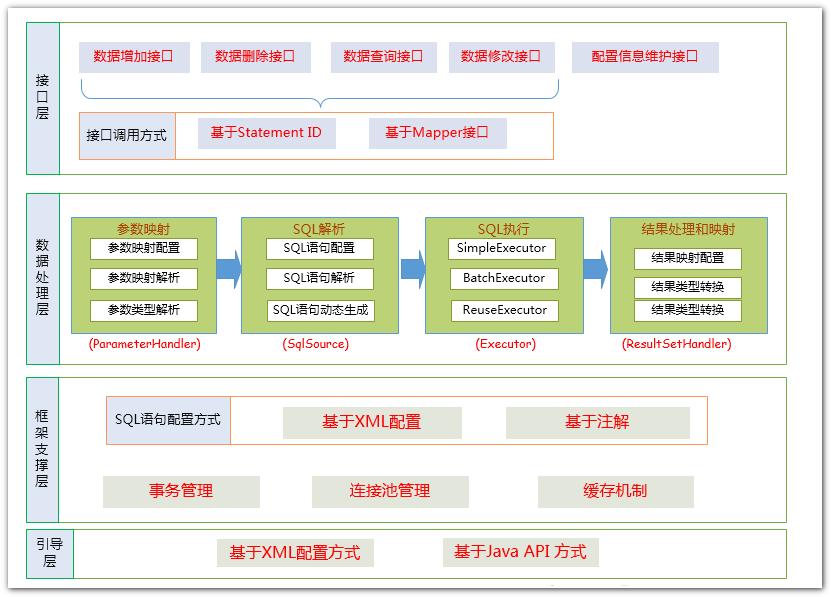 接口层
数据增加接口
数据删除接口
数据查询接口
数据修改接口
配置信息维护接口
接口调用方式
基于Statement ID
基于Mapper接口
数据处理层
参数映射
参数映射配置
参数映射解析
参数类型解析
(ParameterHandler)
SQL解析
SQL语句配置
SQL语句解析
SQL语句动态生成
(SqlSource)
SQL执行
SimpleExecutor
BatchExecutor
ReuseExecutor
(Executor)
结果处理和映射
结果映射配置
结果类型转换
结果类型转换
(ResultSetHandler)
框架支撑层
SQL语句配置方式
基于XML配置
基于注解
事务管理
连接池管理
缓存机制
引导层
基于XML配置方式
基于Java API 方式